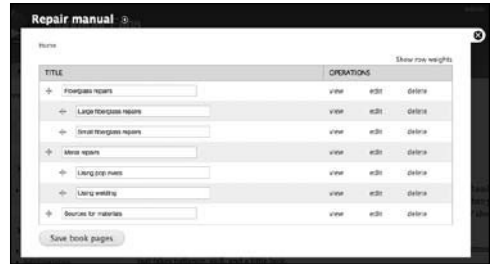 Repair manual
Home
Show row weights
TITLE OPERATIONS
Fiberglass repairs view edit delete
Large fiberglass repairs view edit delete
Small fiberglass repairs view edit delete
Metal repairs view edit delete
Using pop rivets view edit delete
Using welding view edit delete
Sources for materials view edit delete
Save book pages